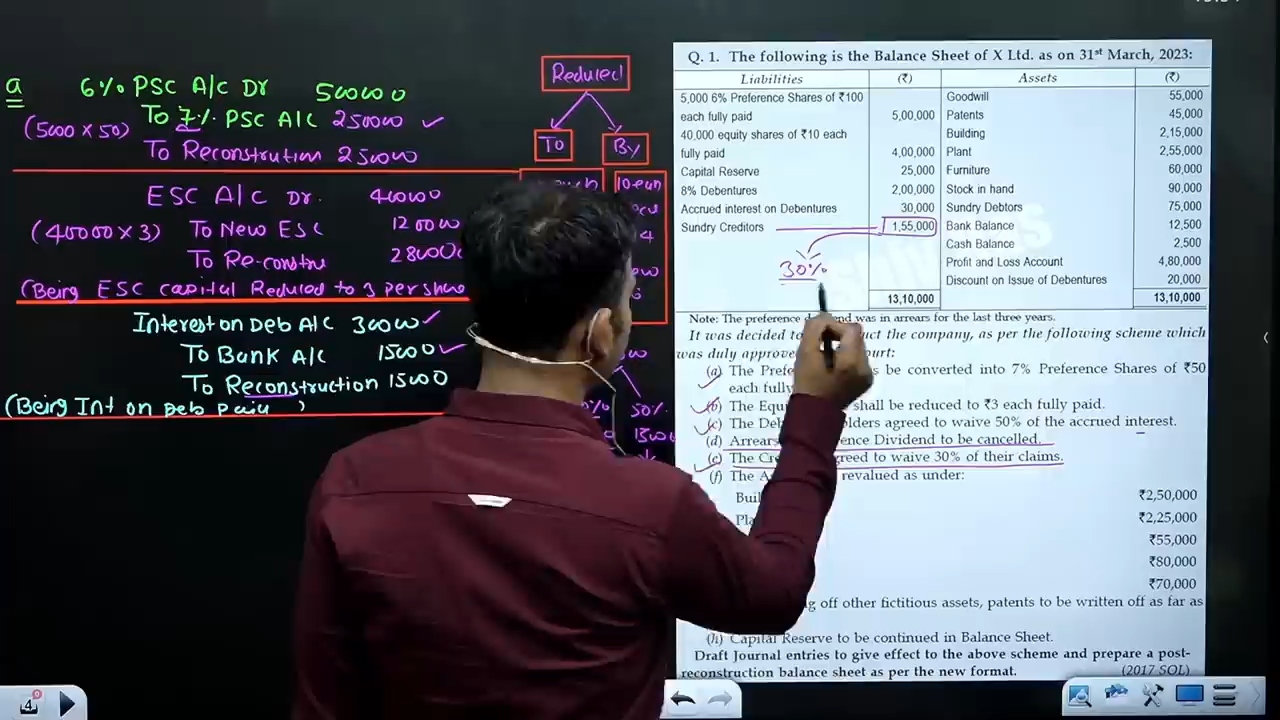 a
6% PSC A/c Dr 500000
To 7% PSC A/c 250000
(5000 x 50)
To Reconstrution 250000
ESC A/c Dr. 400000
(40000 x 3) To New ESC 120000
To Re-constru 280000
(Being ESC capital Reduced to 3 per share
Interest on Deb A/c 30000
To Bank A/c 15000
To Reconstruction 15000
(Being Int on Deb paid )
Reduced
To
By
10 each
50%
30%
Q. 1. The following is the Balance Sheet of X Ltd. as on 31st March, 2023:
Liabilities (₹) Assets (₹)
5,000 6% Preference Shares of ₹100 Goodwill 55,000
each fully paid 5,00,000 Patents 45,000
40,000 equity shares of ₹10 each Building 2,15,000
fully paid 4,00,000 Plant 2,55,000
Capital Reserve 25,000 Furniture 60,000
8% Debentures 2,00,000 Stock in hand 90,000
Accrued interest on Debentures 30,000 Sundry Debtors 75,000
Sundry Creditors 1,55,000 Bank Balance 12,500
Cash Balance 2,500
Profit and Loss Account 4,80,000
Discount on Issue of Debentures 20,000
13,10,000 13,10,000
Note: The preference dividend was in arrears for the last three years.
It was decided to the company, as per the following scheme which
was duly approve court:
(a) The Prefe be converted into 7% Preference Shares of ₹50
each fully
(b) The Equi shall be reduced to ₹3 each fully paid.
(c) The Deb olders agreed to waive 50% of the accrued interest.
(d) Arrears ence Dividend to be cancelled.
(e) The Cre greed to waive 30% of their claims.
(f) The A revalued as under:
Buil ₹2,50,000
Pla ₹2,25,000
₹55,000
₹80,000
₹70,000
g off other fictitious assets, patents to be written off as far as
(h) Capital Reserve to be continued in Balance Sheet.
Draft Journal entries to give effect to the above scheme and prepare a post-
reconstruction balance sheet as per the new format. (2017 SOL)
4